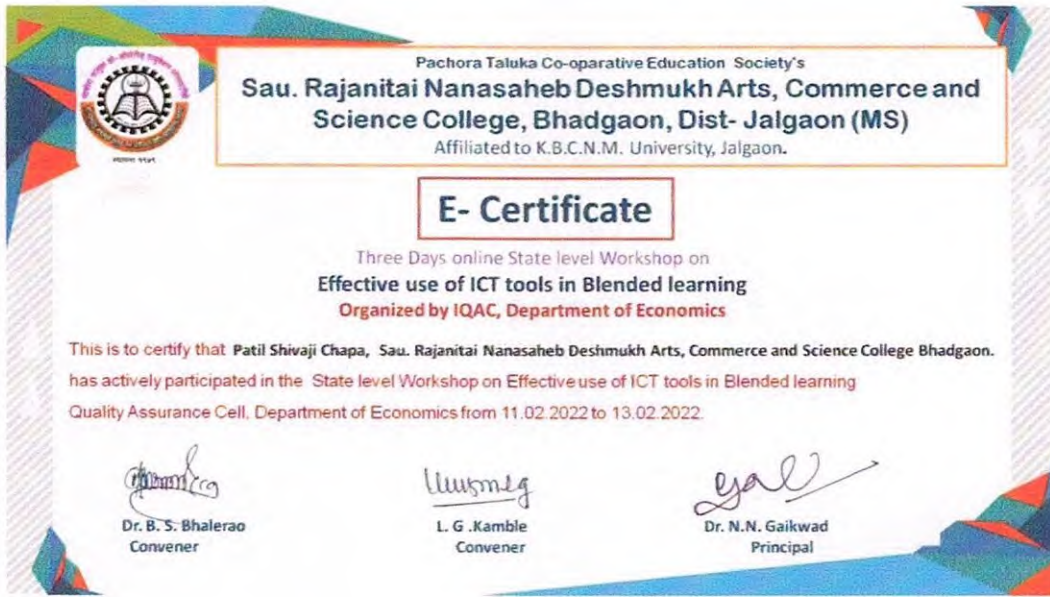 Pachora Taluka Co-oparative Education Society's
Sau. Rajanitai Nanasaheb Deshmukh Arts, Commerce and
Science College, Bhadgaon, Dist- Jalgaon (MS)
Affiliated to K.B.C.N.M. University, Jalgaon.
E- Certificate
Three Days online State level Workshop on
Effective use of ICT tools in Blended learning
Organized by IQAC, Department of Economics
This is to certify that Patil Shivaji Chapa, Sau. Rajanitai Nanasaheb Deshmukh Arts, Commerce and Science College Bhadgaon.
has actively participated in the State level Workshop on Effective use of ICT tools in Blended learning
Quality Assurance Cell, Department of Economics from 11.02.2022 to 13.02.2022.
Dr. B. S. Bhalerao
Convener
L. G .Kamble
Convener
Dr. N.N. Gaikwad
Principal